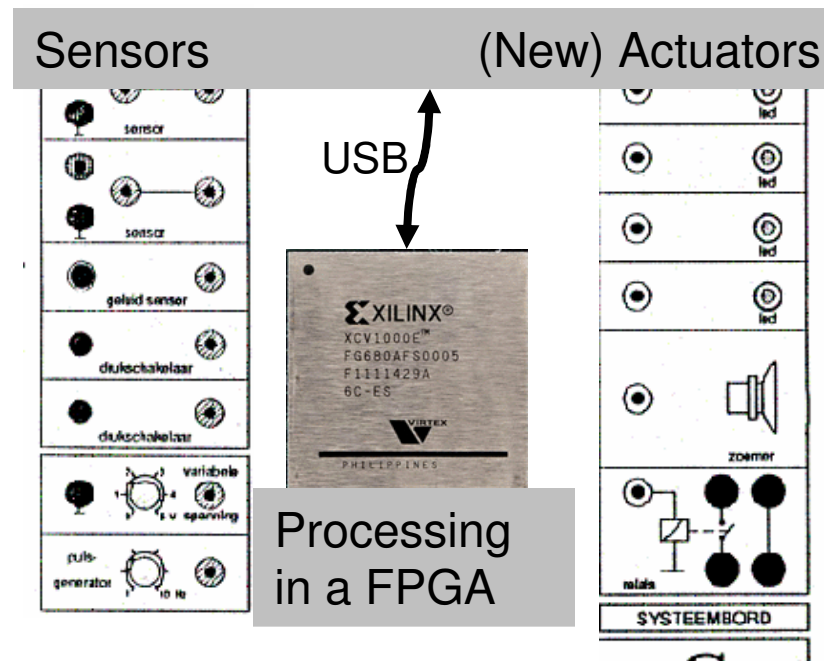 Sensors
(New) Actuators
sensor
sensor
geluid sensor
drukschakelaar
drukschakelaar
variabele
spanning
puls-
generator
10 Hz
USB
XILINX®
XCV1000E™
FG680AFS0005
F1111429A
6C-ES
VIRTEX
PHILIPPINES
Processing
in a FPGA
led
led
led
led
zoemer
relais
SYSTEEMBORD